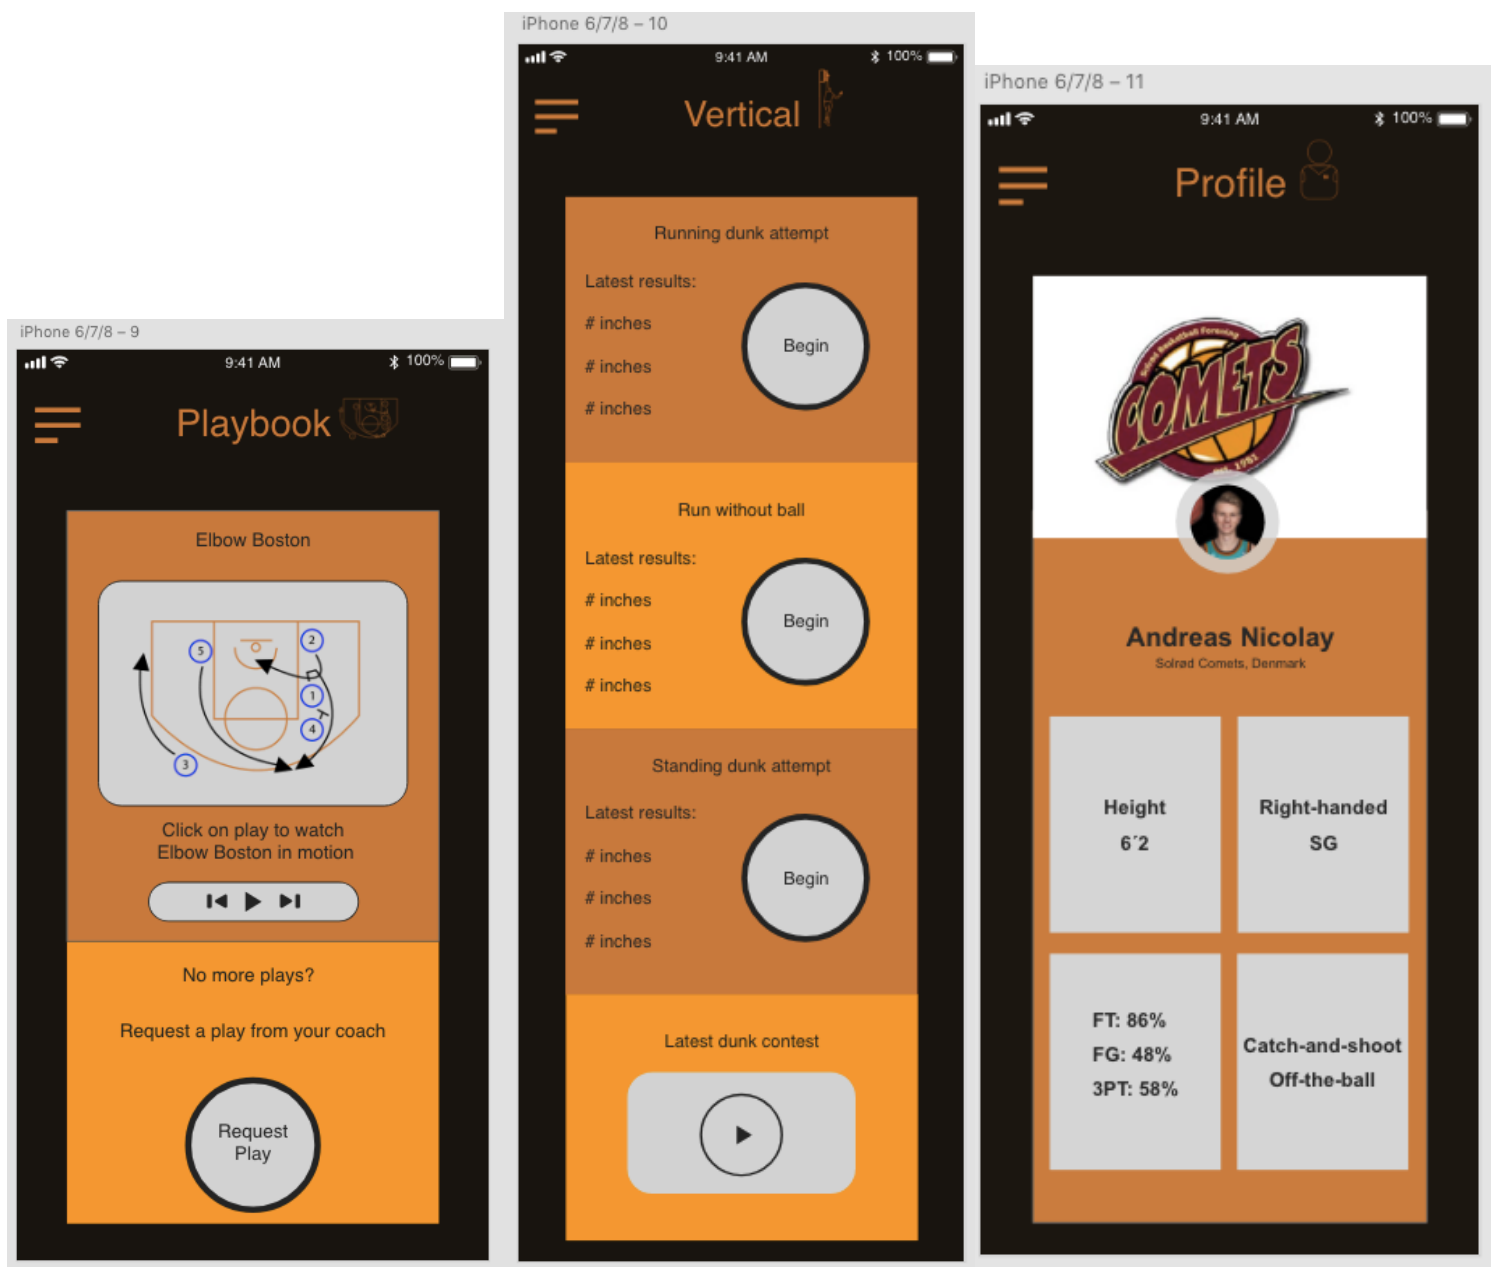 iPhone 6/7/8 – 9
9:41 AM
100%
Playbook
Elbow Boston
5
2
1
4
3
Click on play to watch
Elbow Boston in motion
No more plays?
Request a play from your coach
Request
Play
iPhone 6/7/8 – 10
9:41 AM
100%
Vertical
Running dunk attempt
Latest results:
# inches
# inches
# inches
Begin
Run without ball
Latest results:
# inches
# inches
# inches
Begin
Standing dunk attempt
Latest results:
# inches
# inches
# inches
Begin
Latest dunk contest
iPhone 6/7/8 – 11
9:41 AM
100%
Profile
Solrød Basketball Forening
COMETS
est. 1982
Andreas Nicolay
Solrød Comets, Denmark
Height
6´2
Right-handed
SG
FT: 86%
FG: 48%
3PT: 58%
Catch-and-shoot
Off-the-ball